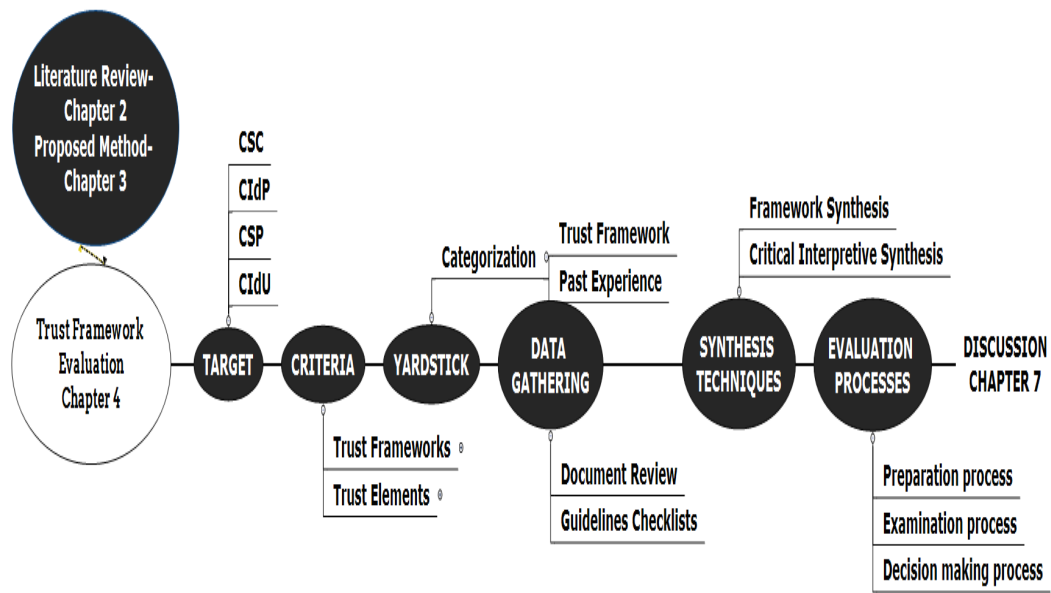 Literature Review-
Chapter 2
Proposed Method-
Chapter 3
Trust Framework
Evaluation
Chapter 4
CSC
CIdP
CSP
CIdU
TARGET
CRITERIA
Trust Frameworks
Trust Elements
YARDSTICK
Categorization
Trust Framework
Past Experience
DATA
GATHERING
Document Review
Guidelines Checklists
Framework Synthesis
Critical Interpretive Synthesis
SYNTHESIS
TECHNIQUES
EVALUATION
PROCESSES
Preparation process
Examination process
Decision making process
DISCUSSION
CHAPTER 7